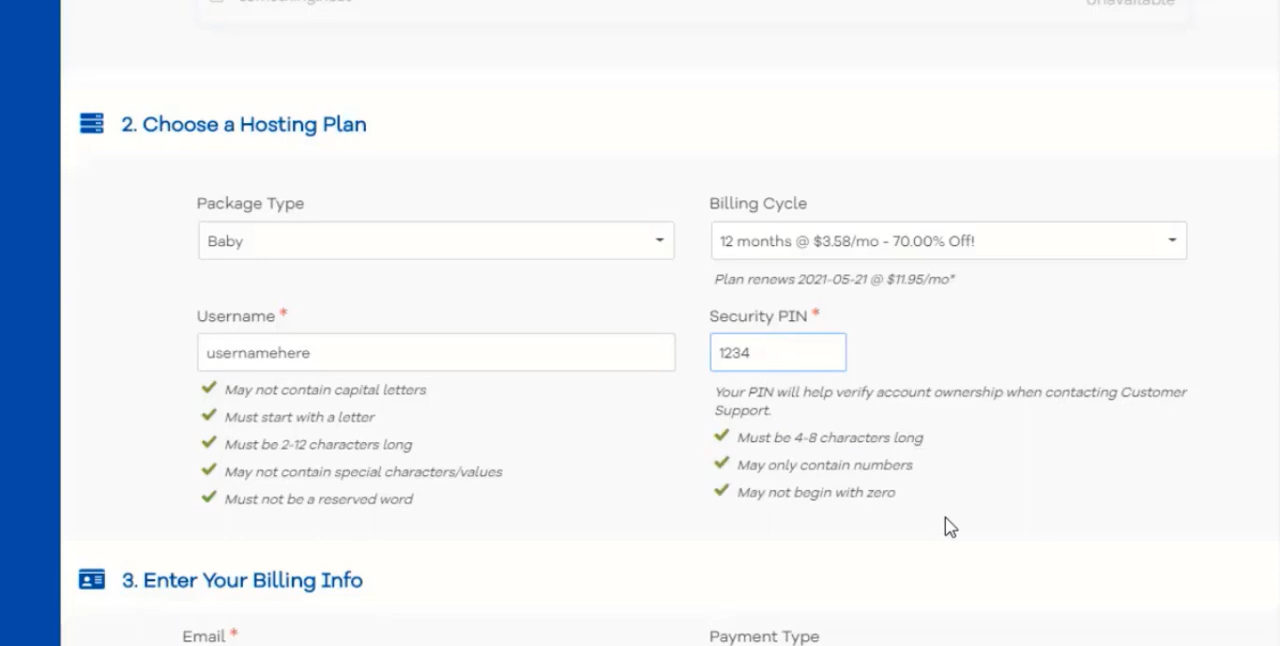 Unavailable
2. Choose a Hosting Plan
Package Type
Billing Cycle
Baby
12 months @ $3.58/mo - 70.00% Off!
Plan renews 2021-05-21 @ $11.95/mo*
Username *
Security PIN *
usernamehere
1234
May not contain capital letters
Must start with a letter
Must be 2-12 characters long
May not contain special characters/values
Must not be a reserved word
Your PIN will help verify account ownership when contacting Customer
Support.
Must be 4-8 characters long
May only contain numbers
May not begin with zero
3. Enter Your Billing Info
Email *
Payment Type